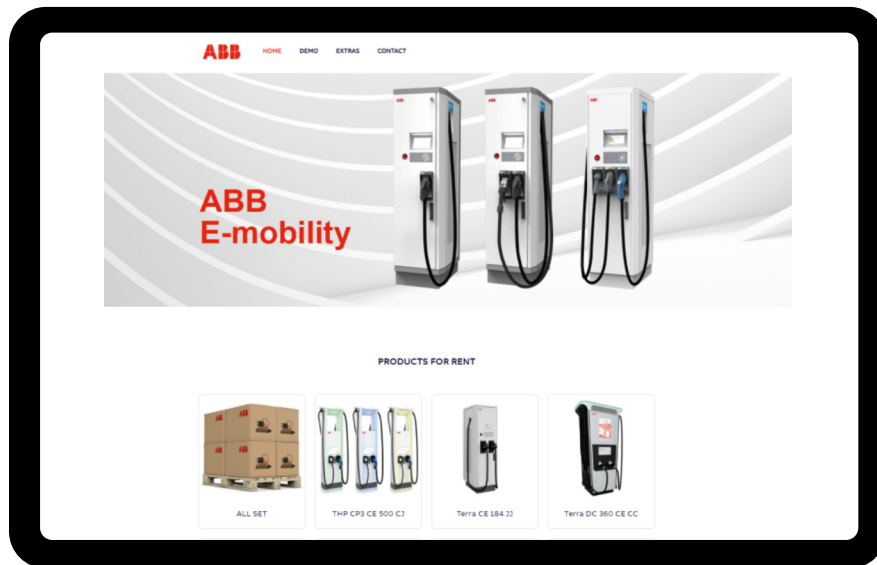 ABB HOME DEMO EXTRAS CONTACT
ABB
E-mobility
PRODUCTS FOR RENT
ALL SET
THP CP3 CE 500 CJ
Terra CE 184 JJ
Terra DC 360 CE CC